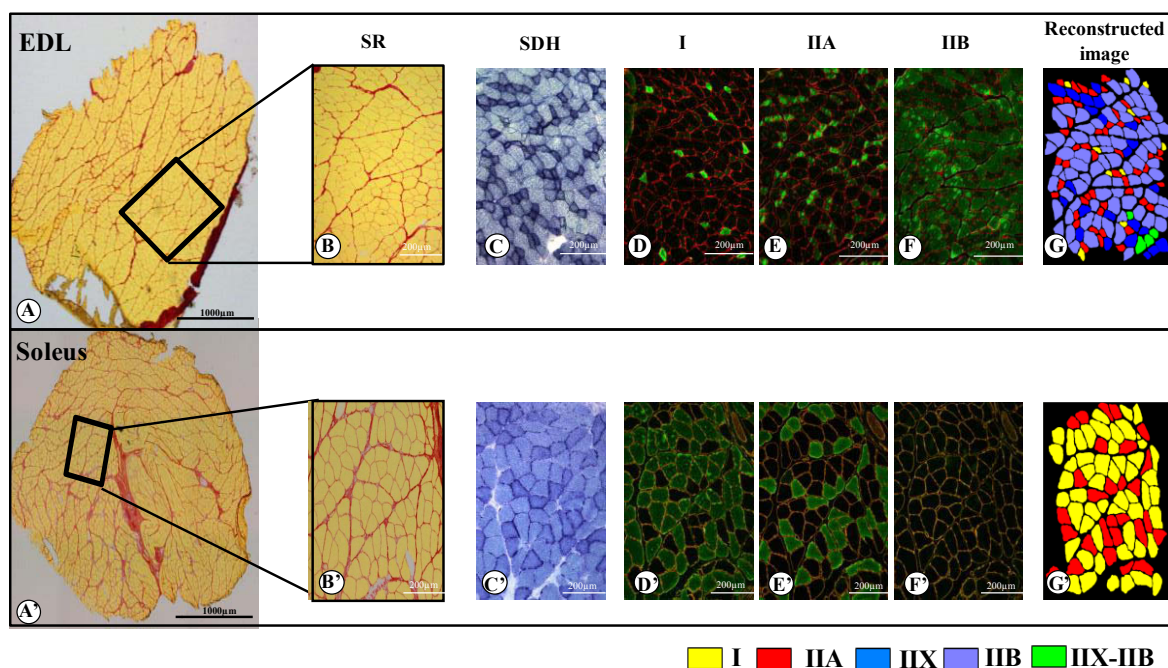 EDL
SR
SDH
I
IIA
IIB
Reconstructed
image
A
1000µm
B
200µm
C
200µm
D
200µm
E
200µm
F
200µm
G
Soleus
A'
1000µm
B'
200µm
C'
200µm
D'
200µm
E'
200µm
F'
200µm
G'
I
IIA
IIX
IIB
IIX-IIB